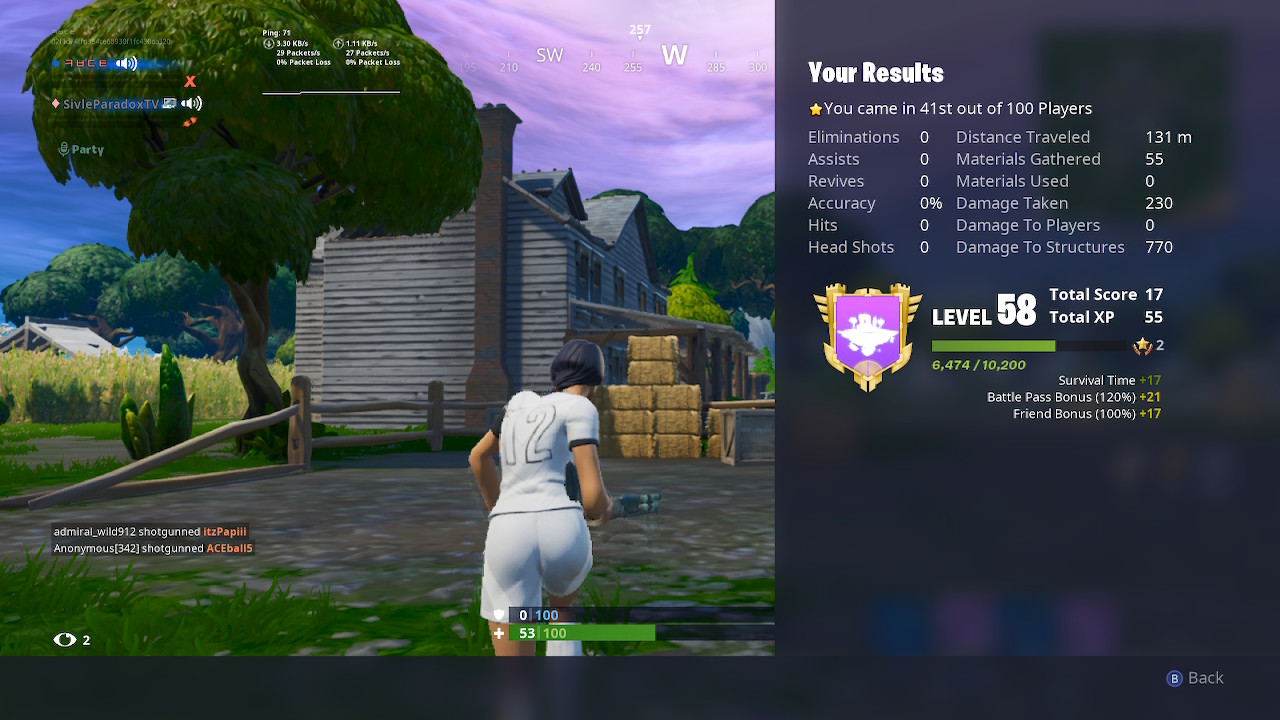 Ping: 71
3.30 KB/s 1.11 KB/s
29 Packets/s 27 Packets/s
0% Packet Loss 0% Packet Loss
SivleParadoxTV
Party
257
195 210 SW 240 255 W 285 300
admiral_wild912 shotgunned itzPapiii
Anonymous[342] shotgunned ACEball5
2
12
0 100
53 100
Your Results
You came in 41st out of 100 Players
Eliminations 0 Distance Traveled 131 m
Assists 0 Materials Gathered 55
Revives 0 Materials Used 0
Accuracy 0% Damage Taken 230
Hits 0 Damage To Players 0
Head Shots 0 Damage To Structures 770
LEVEL 58
Total Score 17
Total XP 55
2
6,474 / 10,200
Survival Time +17
Battle Pass Bonus (120%) +21
Friend Bonus (100%) +17
B Back